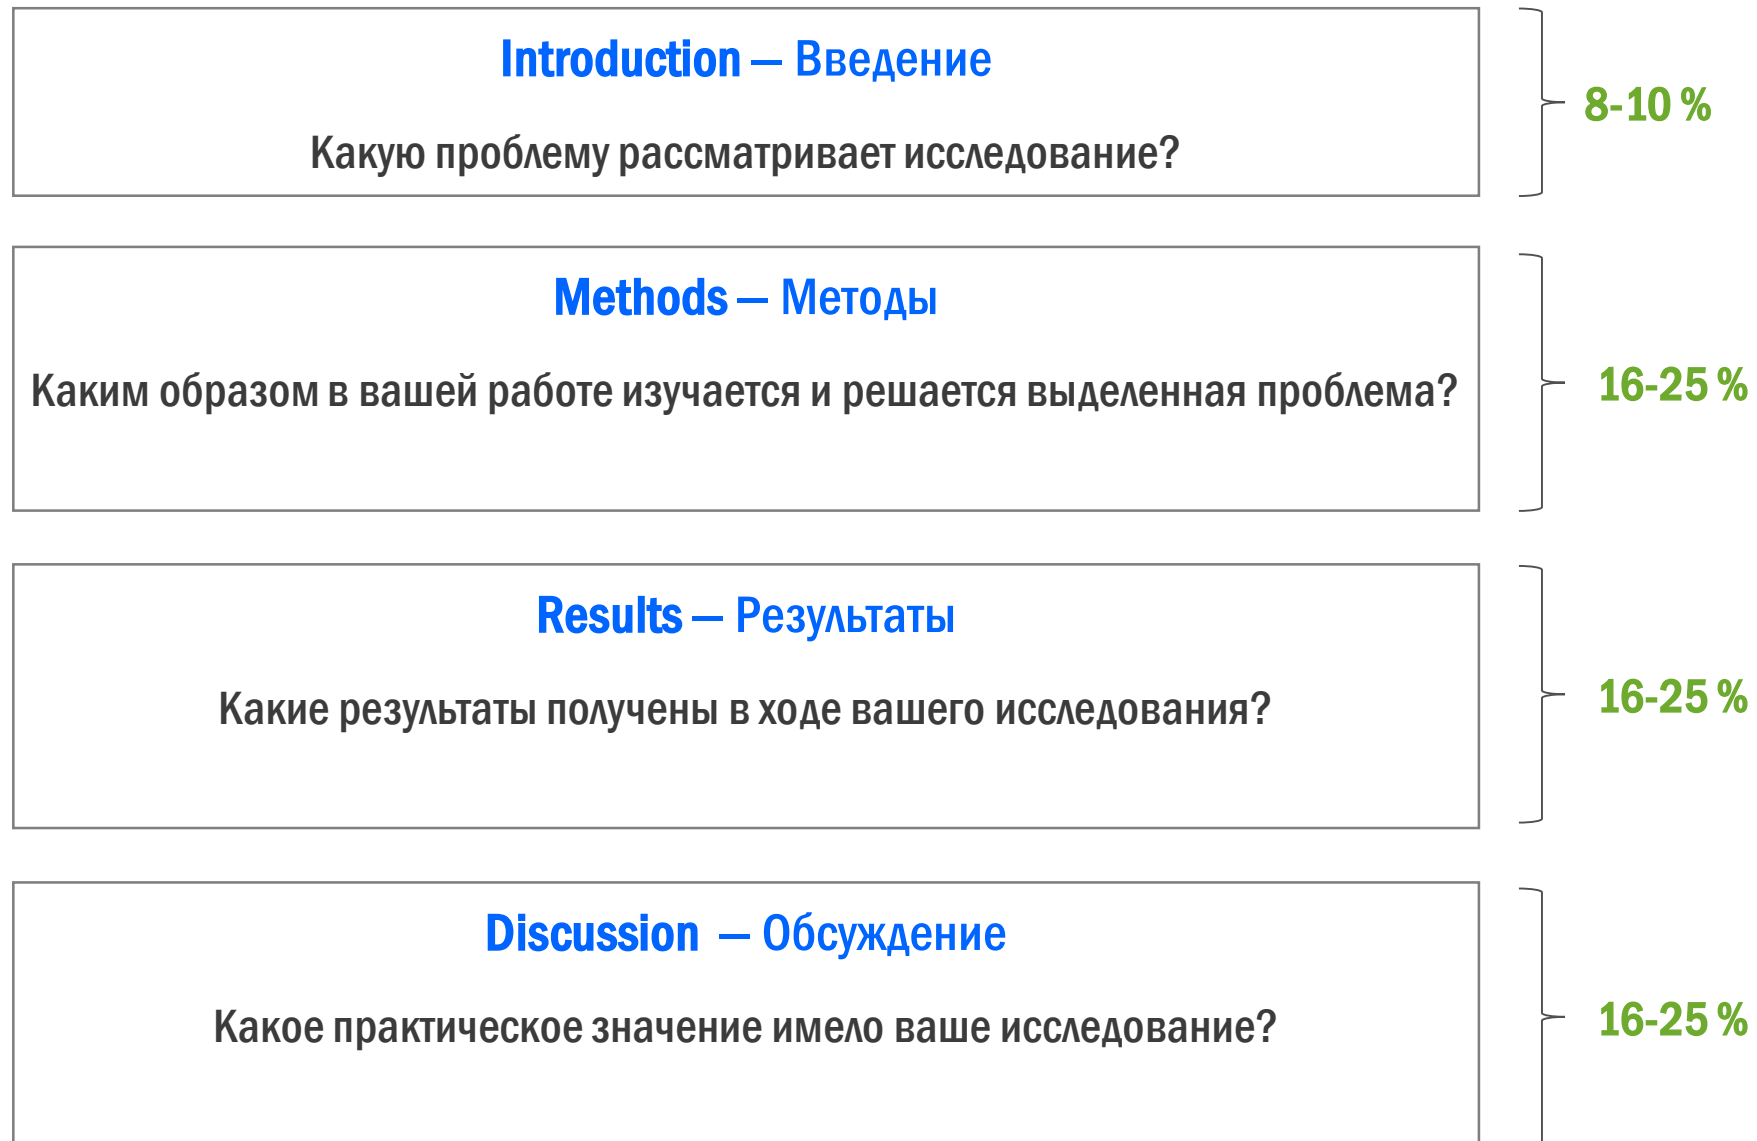 Introduction — Введение
8-10 %
Какую проблему рассматривает исследование?
Methods — Методы
Каким образом в вашей работе изучается и решается выделенная проблема?
16-25 %
Results — Результаты
Какие результаты получены в ходе вашего исследования?
16-25 %
Discussion — Обсуждение
Какое практическое значение имело ваше исследование?
16-25 %